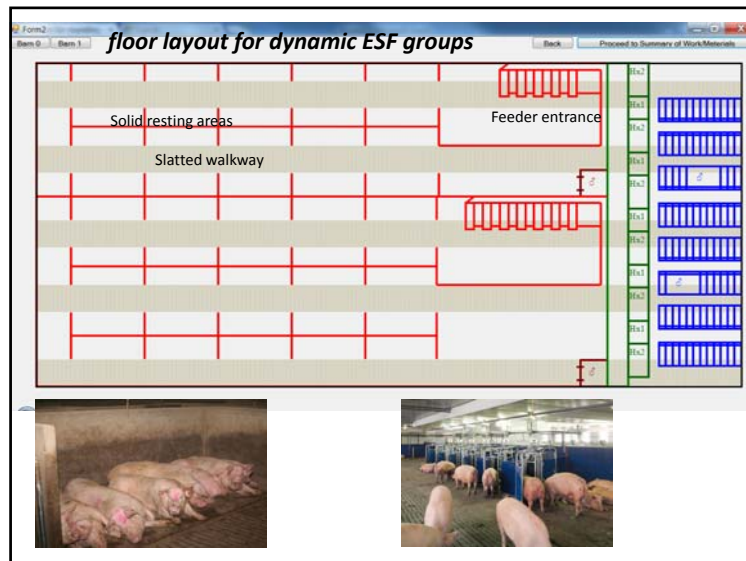 Form2
Barn 0 Barn 1 floor layout for dynamic ESF groups Back Proceed to Summary of Work/Materials
Hx2
Solid resting areas Feeder entrance Hx1
Hx2
Slatted walkway Hx1
♂ Hx2 ♂
Hx1
Hx2
Hx1 ♂
Hx2
Hx1
♂ Hx2